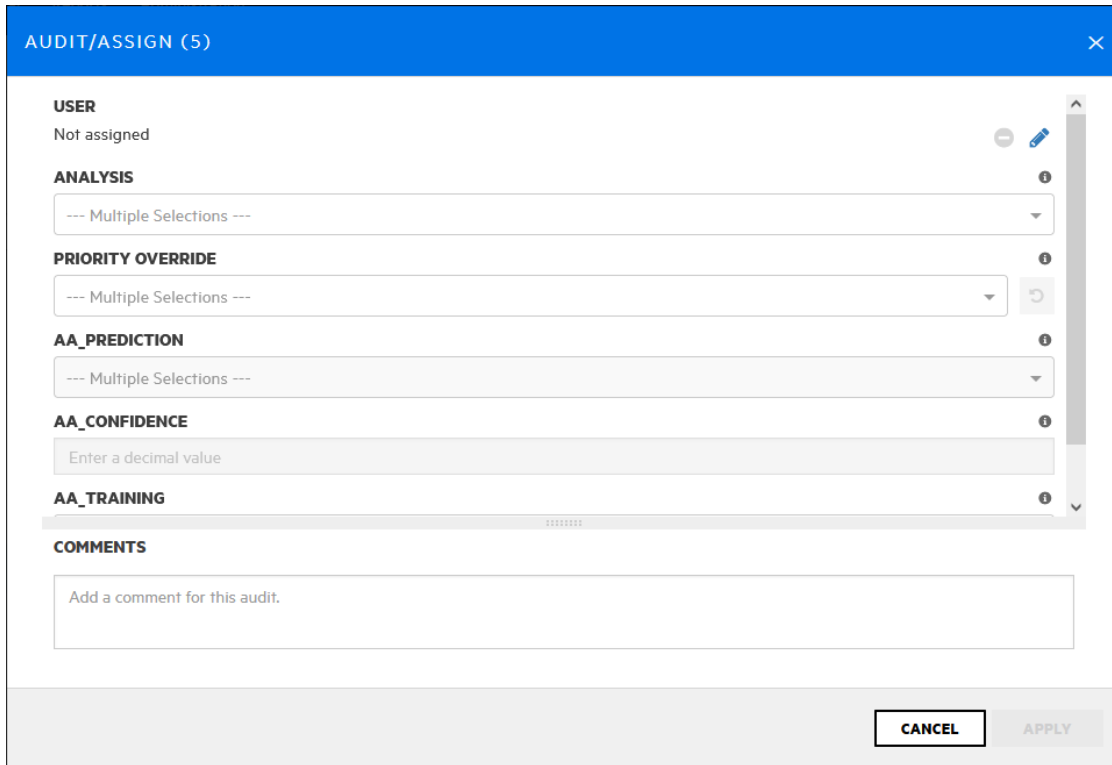 AUDIT/ASSIGN (5)
USER
Not assigned
ANALYSIS
--- Multiple Selections ---
PRIORITY OVERRIDE
--- Multiple Selections ---
AA_PREDICTION
--- Multiple Selections ---
AA_CONFIDENCE
Enter a decimal value
AA_TRAINING
COMMENTS
Add a comment for this audit.
CANCEL
APPLY